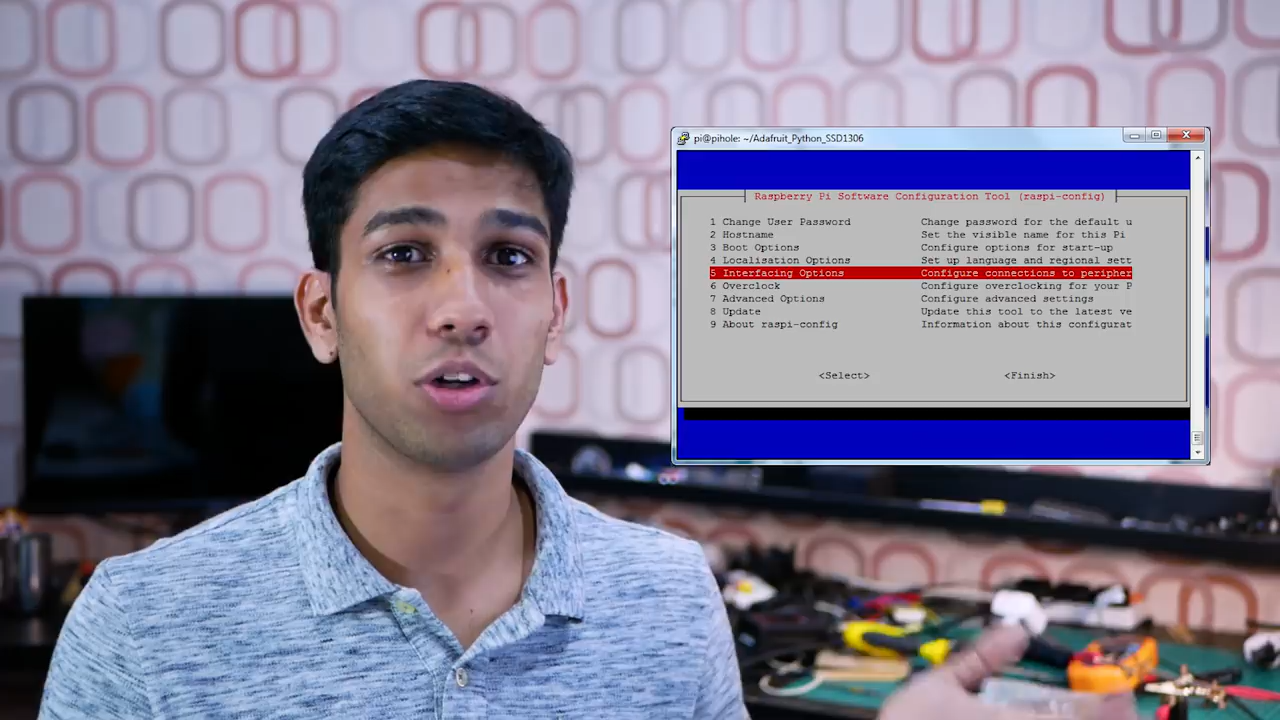 pi@pihole: ~/Adafruit_Python_SSD1306
Raspberry Pi Software Configuration Tool (raspi-config)
1 Change User Password Change password for the default u
2 Hostname Set the visible name for this Pi
3 Boot Options Configure options for start-up
4 Localisation Options Set up language and regional sett
5 Interfacing Options Configure connections to peripher
6 Overclock Configure overclocking for your P
7 Advanced Options Configure advanced settings
8 Update Update this tool to the latest ve
9 About raspi-config Information about this configurat
<Select> <Finish>